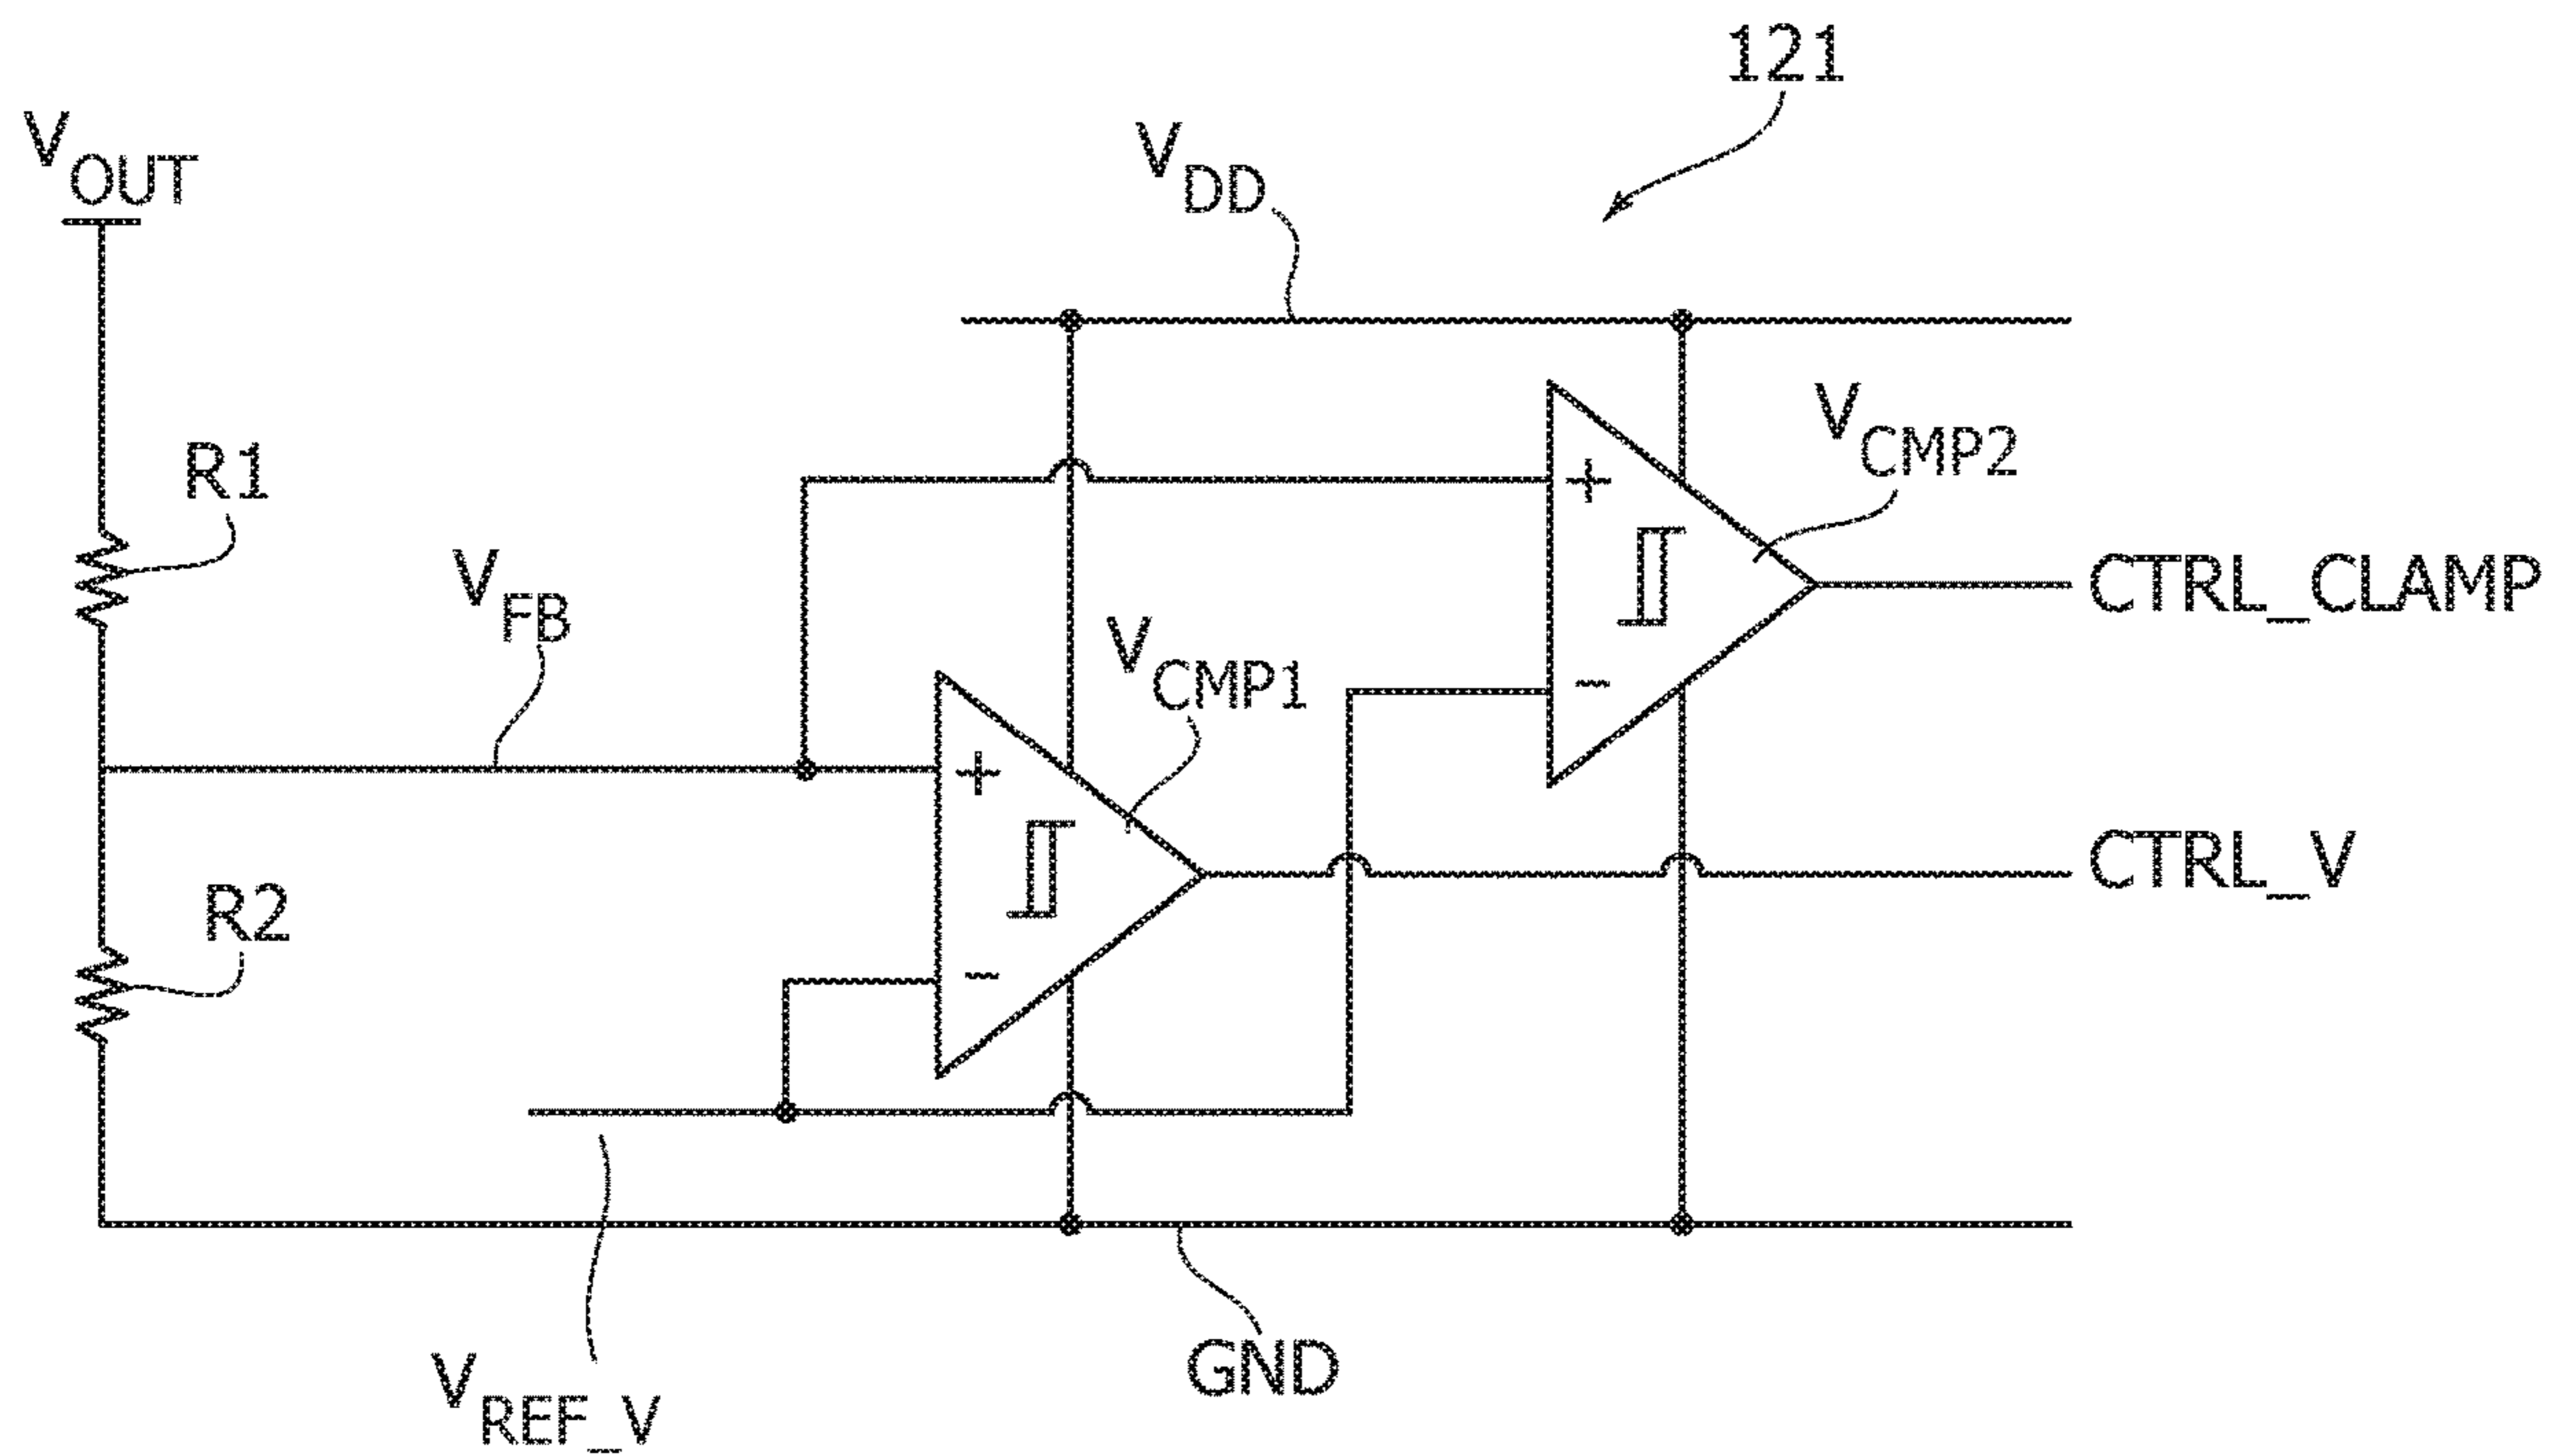 121
VOUT
VDD
VCMP2
R1
VFB
CTRL_CLAMP
VCMP1
+
−
+
−
CTRL_V
R2
GND
VREF_V